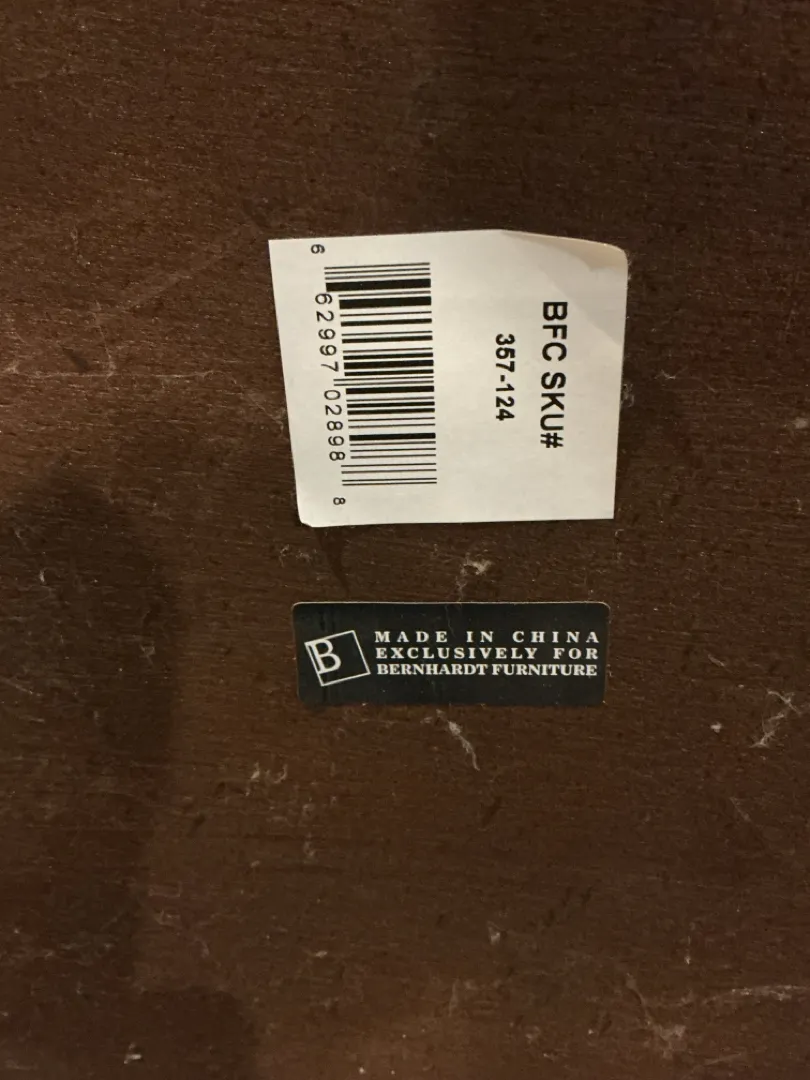 BFC SKU#
357-124
6 62997 02898 8
B
MADE IN CHINA
EXCLUSIVELY FOR
BERNHARDT FURNITURE